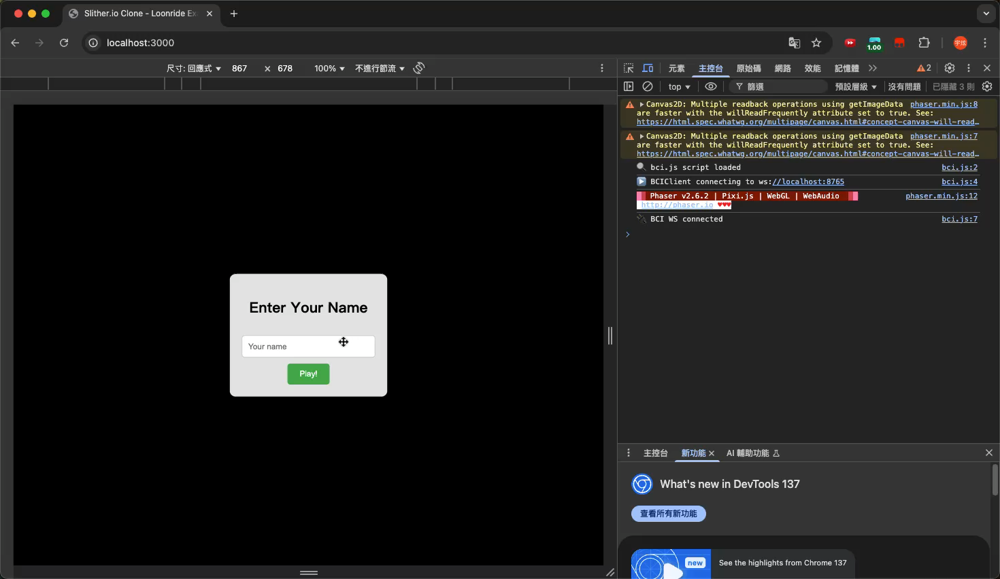 Slither.io Clone - Loonride Ex
localhost:3000
1.00
宇炫
尺寸: 回應式 867 × 678 100% 不進行節流
元素 主控台 原始碼 網路 效能 記憶體 2
top 篩選 預設層級 沒有問題 已隱藏 3 則
Canvas2D: Multiple readback operations using getImageData phaser.min.js:8
are faster with the willReadFrequently attribute set to true. See:
https://html.spec.whatwg.org/multipage/canvas.html#concept-canvas-will-read…
Canvas2D: Multiple readback operations using getImageData phaser.min.js:7
are faster with the willReadFrequently attribute set to true. See:
https://html.spec.whatwg.org/multipage/canvas.html#concept-canvas-will-read…
bci.js script loaded bci.js:2
BCIClient connecting to ws://localhost:8765 bci.js:4
Phaser v2.6.2 | Pixi.js | WebGL | WebAudio phaser.min.js:12
http://phaser.io ♥♥♥
BCI WS connected bci.js:7
Enter Your Name
Your name
Play!
主控台 新功能 AI 輔助功能
What's new in DevTools 137
查看所有新功能
new
See the highlights from Chrome 137